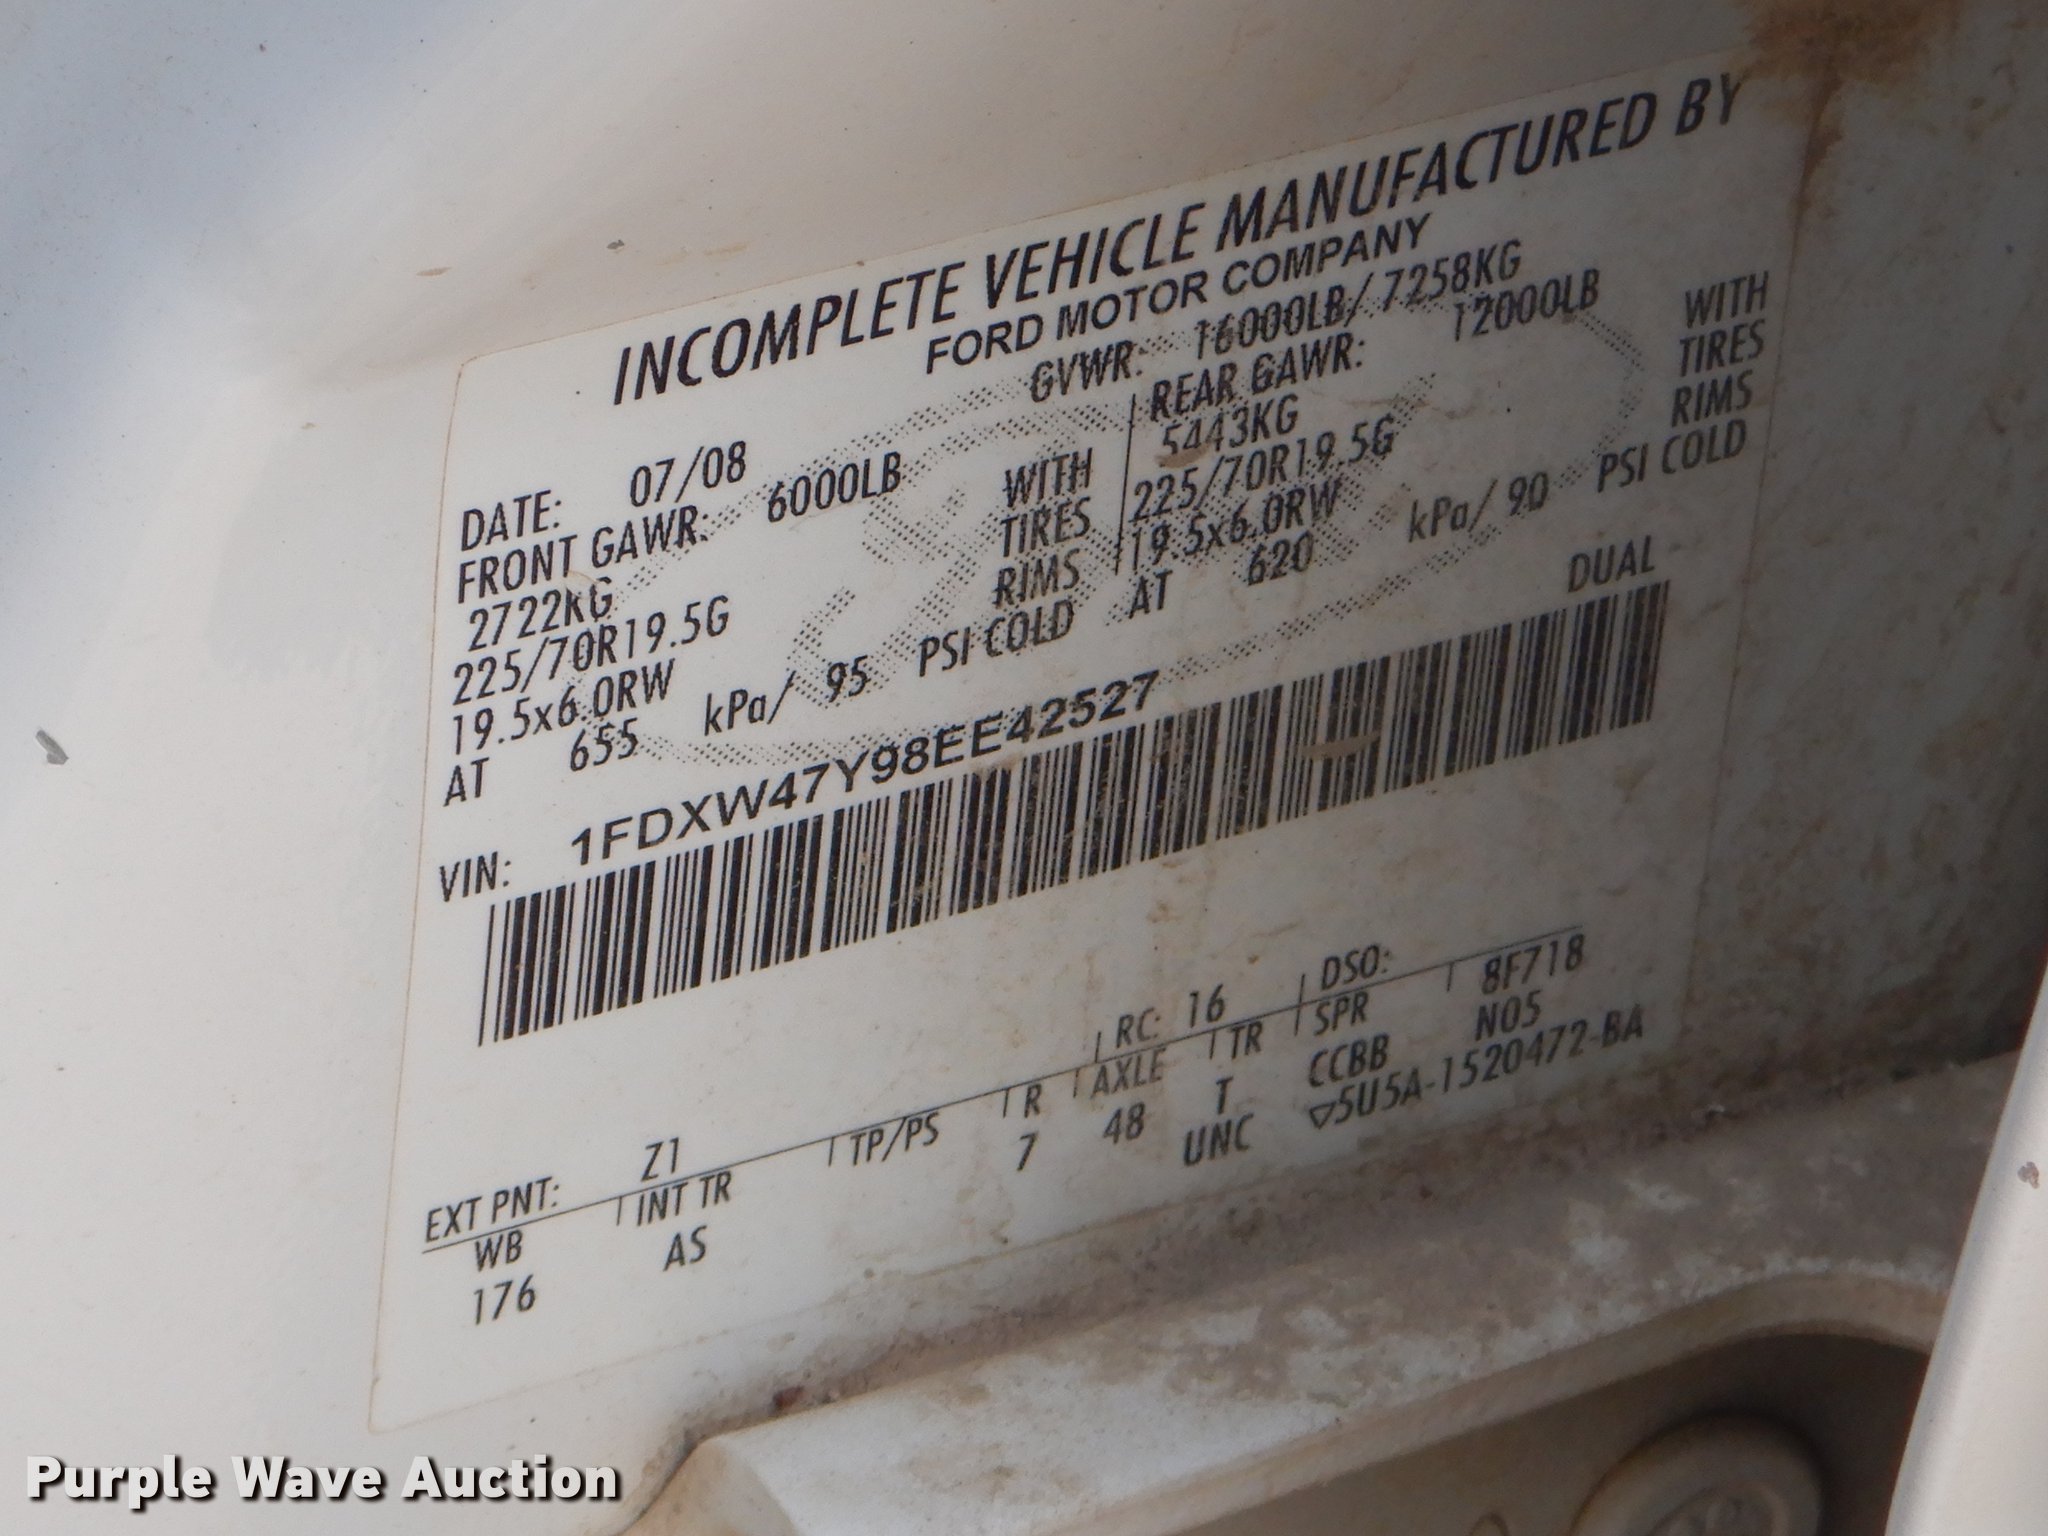 INCOMPLETE VEHICLE MANUFACTURED BY
FORD MOTOR COMPANY
DATE: 07/08 GVWR: 16000LB/ 7258KG
FRONT GAWR: 6000LB REAR GAWR: 12000LB
2722KG WITH 5443KG WITH
225/70R19.5G TIRES 225/70R19.5G TIRES
19.5x6.0RW RIMS 19.5x6.0RW RIMS
AT 655 kPa/ 95 PSI COLD AT 620 kPa/ 90 PSI COLD
VIN: 1FDXW47Y98EE42527 DUAL
EXT PNT: Z1 RC: 16 DSO: 8F718
WB INT TR TP/PS R AXLE TR SPR
176 AS 7 48 T CCBB N05
UNC ▽5U5A-1520472-BA
Purple Wave Auction